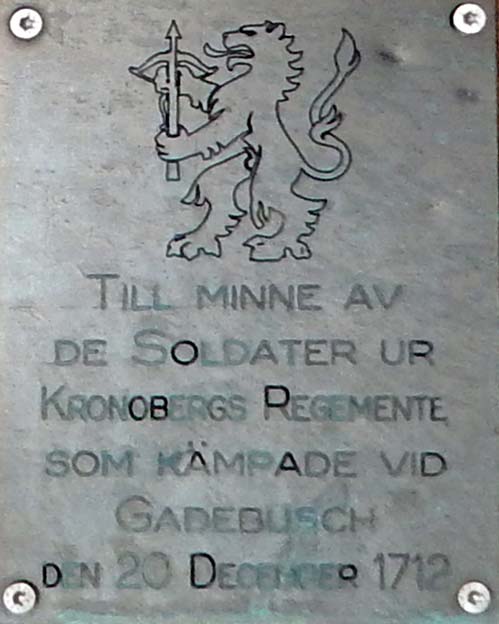 Till minne av
de Soldater ur
Kronobergs Regemente
som kämpade vid
Gadebusch
den 20 December 1712